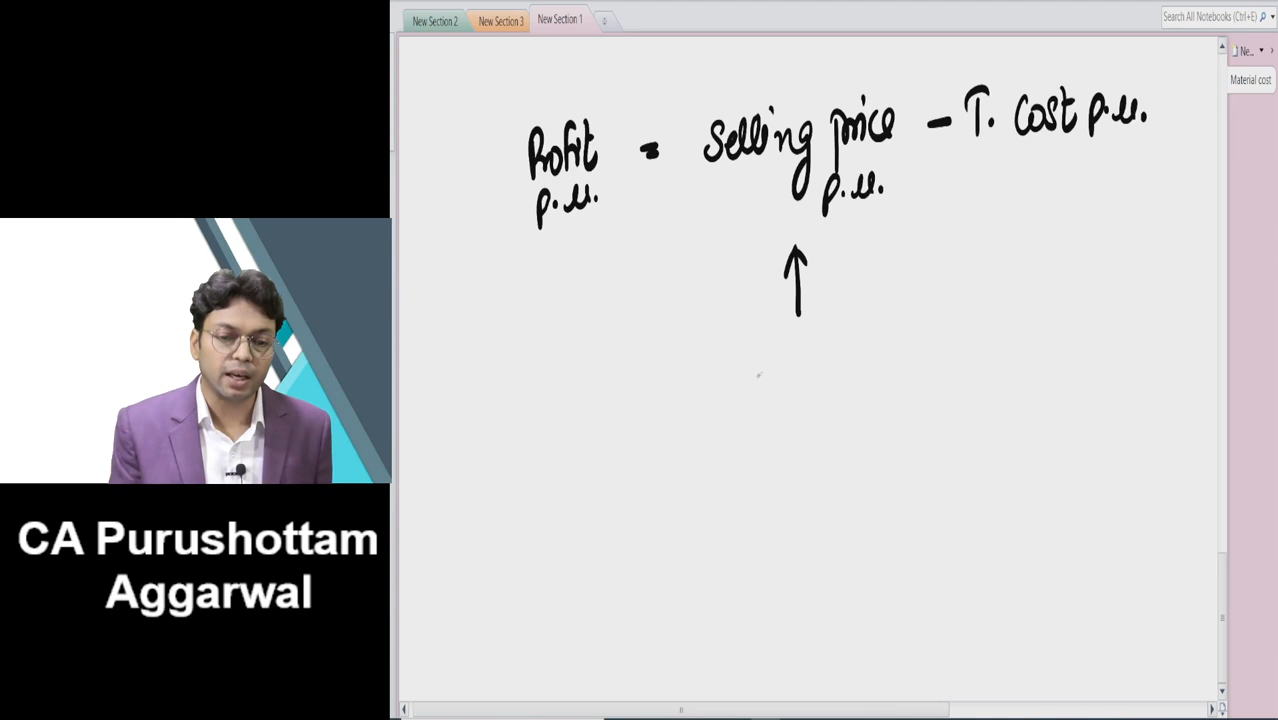 New Section 2
New Section 3
New Section 1
Search All Notebooks (Ctrl+E)
Ne...
Material cost
Profit = Selling price - T. Cost p.u.
p.u. p.u.
↑
CA Purushottam
Aggarwal